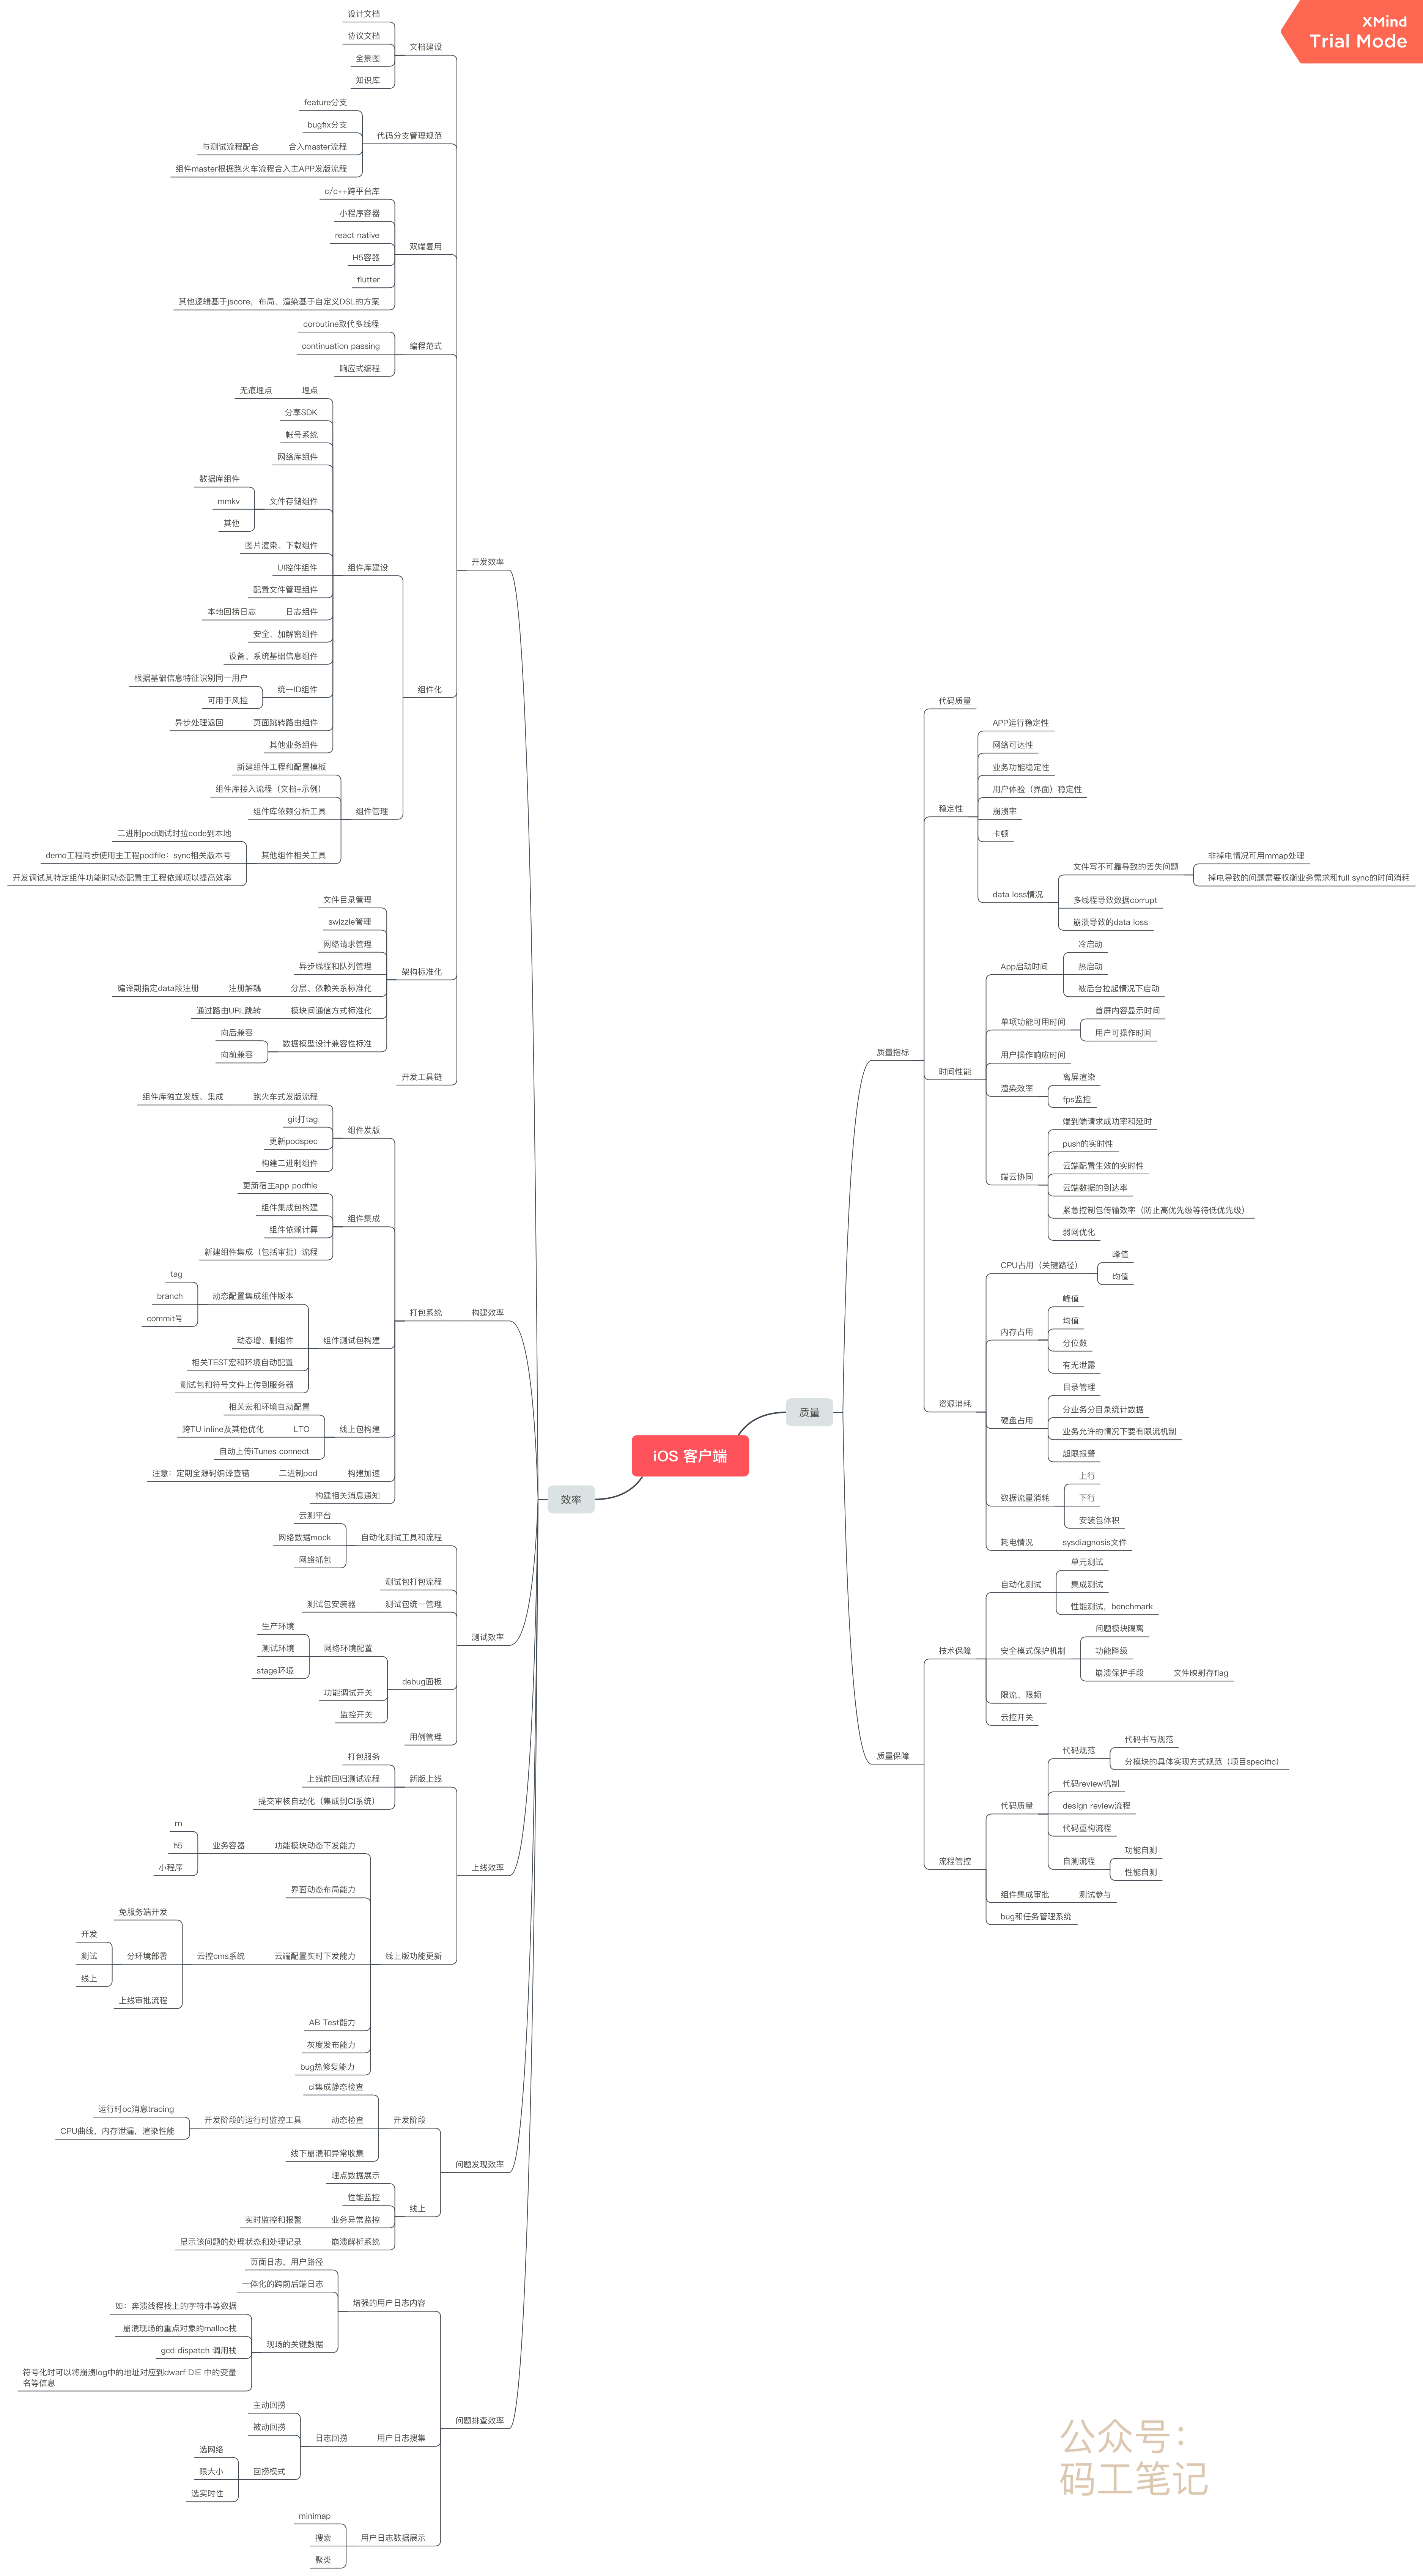 XMind
Trial Mode
iOS 客户端
质量
质量指标
代码质量
稳定性
APP运行稳定性
网络可达性
业务功能稳定性
用户体验（界面）稳定性
崩溃率
卡顿
data loss情况
文件写不可靠导致的丢失问题
非掉电情况可用mmap处理
掉电导致的问题需要权衡业务需求和full sync的时间消耗
多线程导致数据corrupt
崩溃导致的data loss
时间性能
App启动时间
冷启动
热启动
被后台拉起情况下启动
单项功能可用时间
首屏内容显示时间
用户可操作时间
用户操作响应时间
渲染效率
离屏渲染
fps监控
端云协同
端到端请求成功率和延时
push的实时性
云端配置生效的实时性
云端数据的到达率
紧急控制包传输效率（防止高优先级等待低优先级）
弱网优化
资源消耗
CPU占用（关键路径）
峰值
均值
内存占用
峰值
均值
分位数
有无泄露
硬盘占用
目录管理
分业务分目录统计数据
业务允许的情况下要有限流机制
超限报警
数据流量消耗
上行
下行
安装包体积
耗电情况
sysdiagnosis文件
质量保障
技术保障
自动化测试
单元测试
集成测试
性能测试，benchmark
安全模式保护机制
问题模块隔离
功能降级
崩溃保护手段
文件映射存flag
限流、限频
云控开关
流程管控
代码质量
代码规范
代码书写规范
分模块的具体实现方式规范（项目specific）
代码review机制
design review流程
代码重构流程
自测流程
功能自测
性能自测
组件集成审批
测试参与
bug和任务管理系统
效率
开发效率
文档建设
设计文档
协议文档
全景图
知识库
代码分支管理规范
feature分支
bugfix分支
合入master流程
与测试流程配合
组件master根据跑火车流程合入主APP发版流程
双端复用
c/c++跨平台库
小程序容器
react native
H5容器
flutter
其他逻辑基于jscore，布局、渲染基于自定义DSL的方案
编程范式
coroutine取代多线程
continuation passing
响应式编程
组件化
组件库建设
埋点
无痕埋点
分享SDK
帐号系统
网络库组件
文件存储组件
数据库组件
mmkv
其他
图片渲染、下载组件
UI控件组件
配置文件管理组件
日志组件
本地回捞日志
安全、加解密组件
设备、系统基础信息组件
统一ID组件
根据基础信息特征识别同一用户
可用于风控
页面跳转路由组件
异步处理返回
其他业务组件
组件管理
新建组件工程和配置模板
组件库接入流程（文档+示例）
组件库依赖分析工具
其他组件相关工具
二进制pod调试时拉code到本地
demo工程同步使用主工程podfile：sync相关版本号
开发调试某特定组件功能时动态配置主工程依赖项以提高效率
架构标准化
文件目录管理
swizzle管理
网络请求管理
异步线程和队列管理
分层、依赖关系标准化
注册解耦
编译期指定data段注册
模块间通信方式标准化
通过路由URL跳转
数据模型设计兼容性标准
向后兼容
向前兼容
开发工具链
构建效率
打包系统
组件发版
跑火车式发版流程
组件库独立发版、集成
git打tag
更新podspec
构建二进制组件
组件集成
更新宿主app podfile
组件集成包构建
组件依赖计算
新建组件集成（包括审批）流程
组件测试包构建
动态配置集成组件版本
tag
branch
commit号
动态增、删组件
相关TEST宏和环境自动配置
测试包和符号文件上传到服务器
线上包构建
相关宏和环境自动配置
LTO
跨TU inline及其他优化
自动上传iTunes connect
构建加速
二进制pod
注意：定期全源码编译查错
构建相关消息通知
测试效率
自动化测试工具和流程
云测平台
网络数据mock
网络抓包
测试包打包流程
测试包统一管理
测试包安装器
debug面板
网络环境配置
生产环境
测试环境
stage环境
功能调试开关
监控开关
用例管理
上线效率
新版上线
打包服务
上线前回归测试流程
提交审核自动化（集成到CI系统）
线上版功能更新
功能模块动态下发能力
业务容器
rn
h5
小程序
界面动态布局能力
云端配置实时下发能力
云控cms系统
免服务端开发
分环境部署
开发
测试
线上
上线审批流程
AB Test能力
灰度发布能力
bug热修复能力
问题发现效率
开发阶段
ci集成静态检查
动态检查
开发阶段的运行时监控工具
运行时oc消息tracing
CPU曲线，内存泄漏，渲染性能
线下崩溃和异常收集
线上
埋点数据展示
性能监控
业务异常监控
实时监控和报警
崩溃解析系统
显示该问题的处理状态和处理记录
问题排查效率
增强的用户日志内容
页面日志，用户路径
一体化的跨前后端日志
现场的关键数据
如：奔溃线程栈上的字符串等数据
崩溃现场的重点对象的malloc栈
gcd dispatch 调用栈
符号化时可以将崩溃log中的地址对应到dwarf DIE 中的变量
名等信息
用户日志搜集
日志回捞
主动回捞
被动回捞
回捞模式
选网络
限大小
选实时性
用户日志数据展示
minimap
搜索
聚类
公众号：
码工笔记